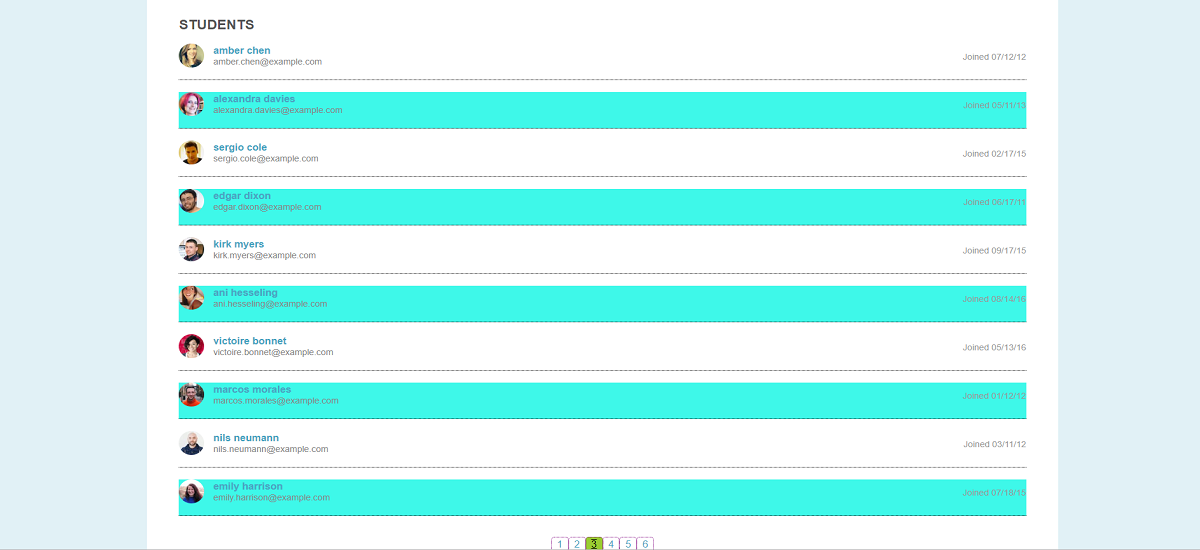 STUDENTS
amber chen
amber.chen@example.com
Joined 07/12/12
alexandra davies
alexandra.davies@example.com
Joined 05/11/13
sergio cole
sergio.cole@example.com
Joined 02/17/15
edgar dixon
edgar.dixon@example.com
Joined 06/17/11
kirk myers
kirk.myers@example.com
Joined 09/17/15
ani hesseling
ani.hesseling@example.com
Joined 08/14/16
victoire bonnet
victoire.bonnet@example.com
Joined 05/13/16
marcos morales
marcos.morales@example.com
Joined 01/12/12
nils neumann
nils.neumann@example.com
Joined 03/11/12
emily harrison
emily.harrison@example.com
Joined 07/18/15
1 2 3 4 5 6